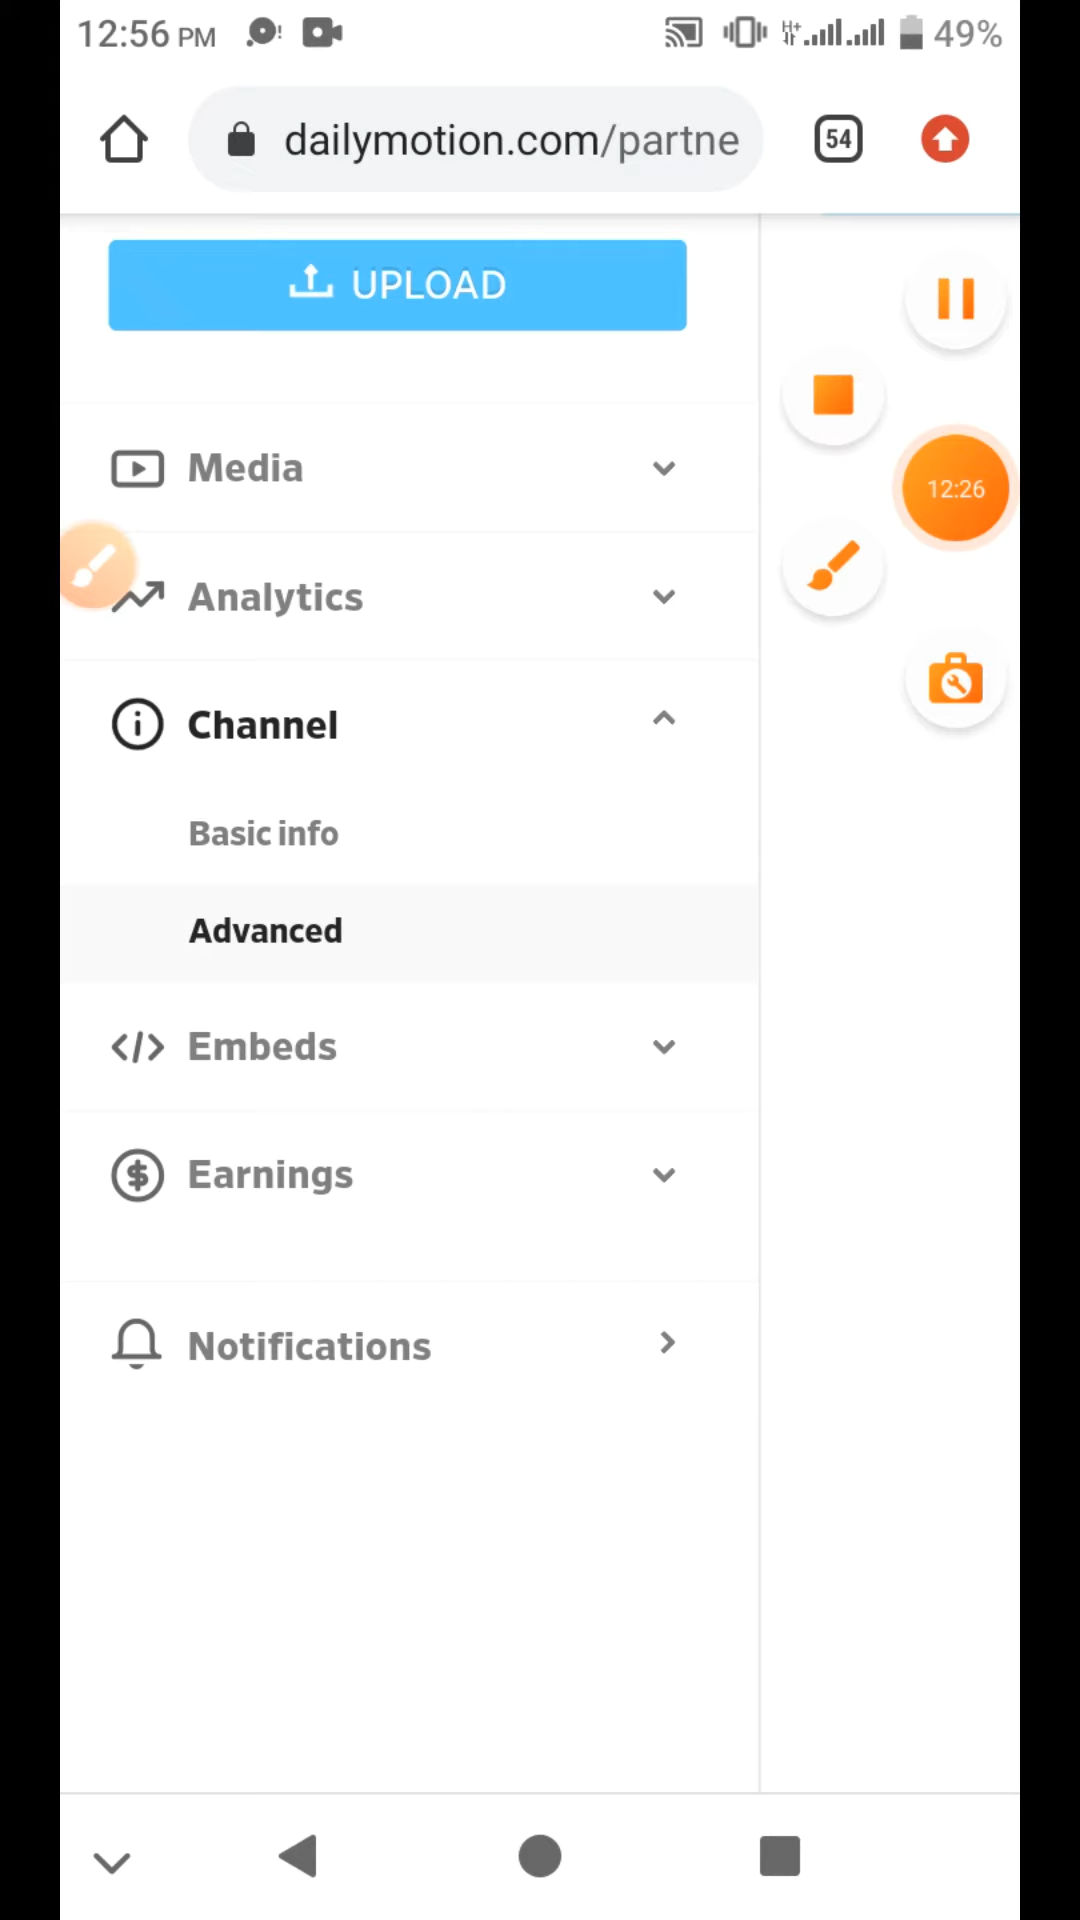 12:56 PM
H+
49%
dailymotion.com/partne
54
UPLOAD
Media
12:26
Analytics
Channel
Basic info
Advanced
Embeds
Earnings
Notifications